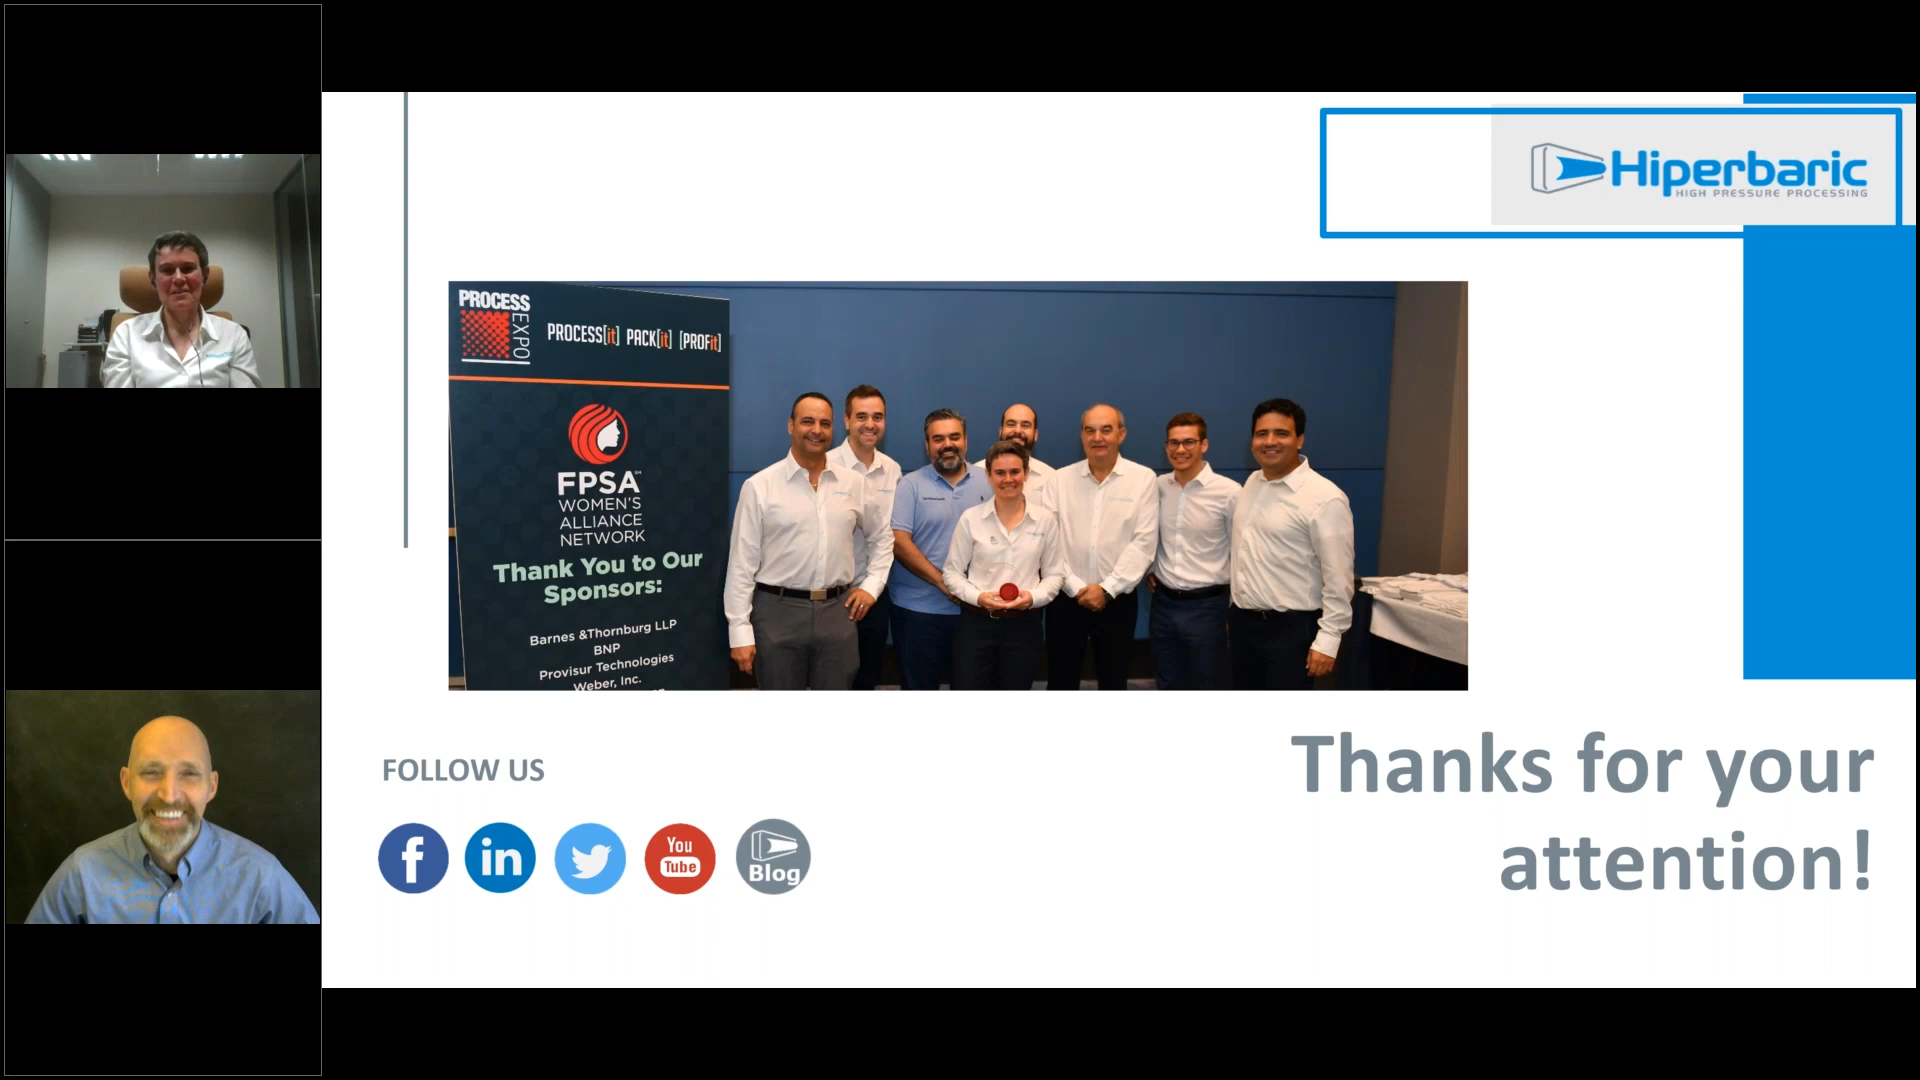 Hiperbaric
HIGH PRESSURE PROCESSING
PROCESS
EXPO
PROCESS[it] PACK[it] [PROFit]
FPSA
WOMEN'S
ALLIANCE
NETWORK
Thank You to Our
Sponsors:
Barnes &Thornburg LLP
BNP
Provisur Technologies
Weber, Inc.
Thanks for your
attention!
FOLLOW US
f
in
You
Tube
Blog